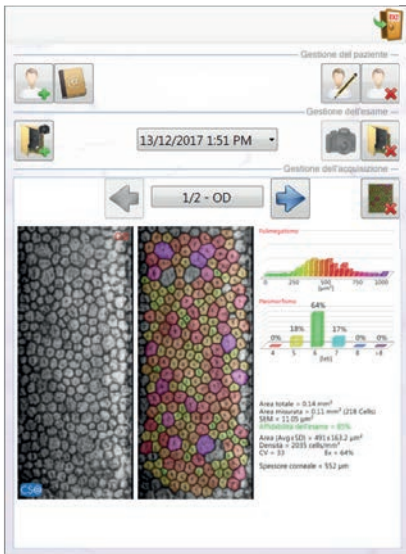 EXIT
Gestione del paziente
Gestione dell'esame
13/12/2017 1:51 PM
Gestione dell'acquisizione
1/2 - OD
Polimegatismo
0 250 500 750 1000
[µm²]
Pleomorfismo
64%
18% 17%
0% 0% 0%
4 5 6 7 8 >8
[lati]
Area totale = 0.14 mm²
Area misurata = 0.11 mm² (218 Cells)
SEM = 11.05 µm²
Affidabilità dell'esame = 85%
Area (Avg±SD) = 491±163.2 µm²
Densità = 2035 cells/mm²
CV = 33 Ex = 64%
Spessore corneale = 552 µm
CSO